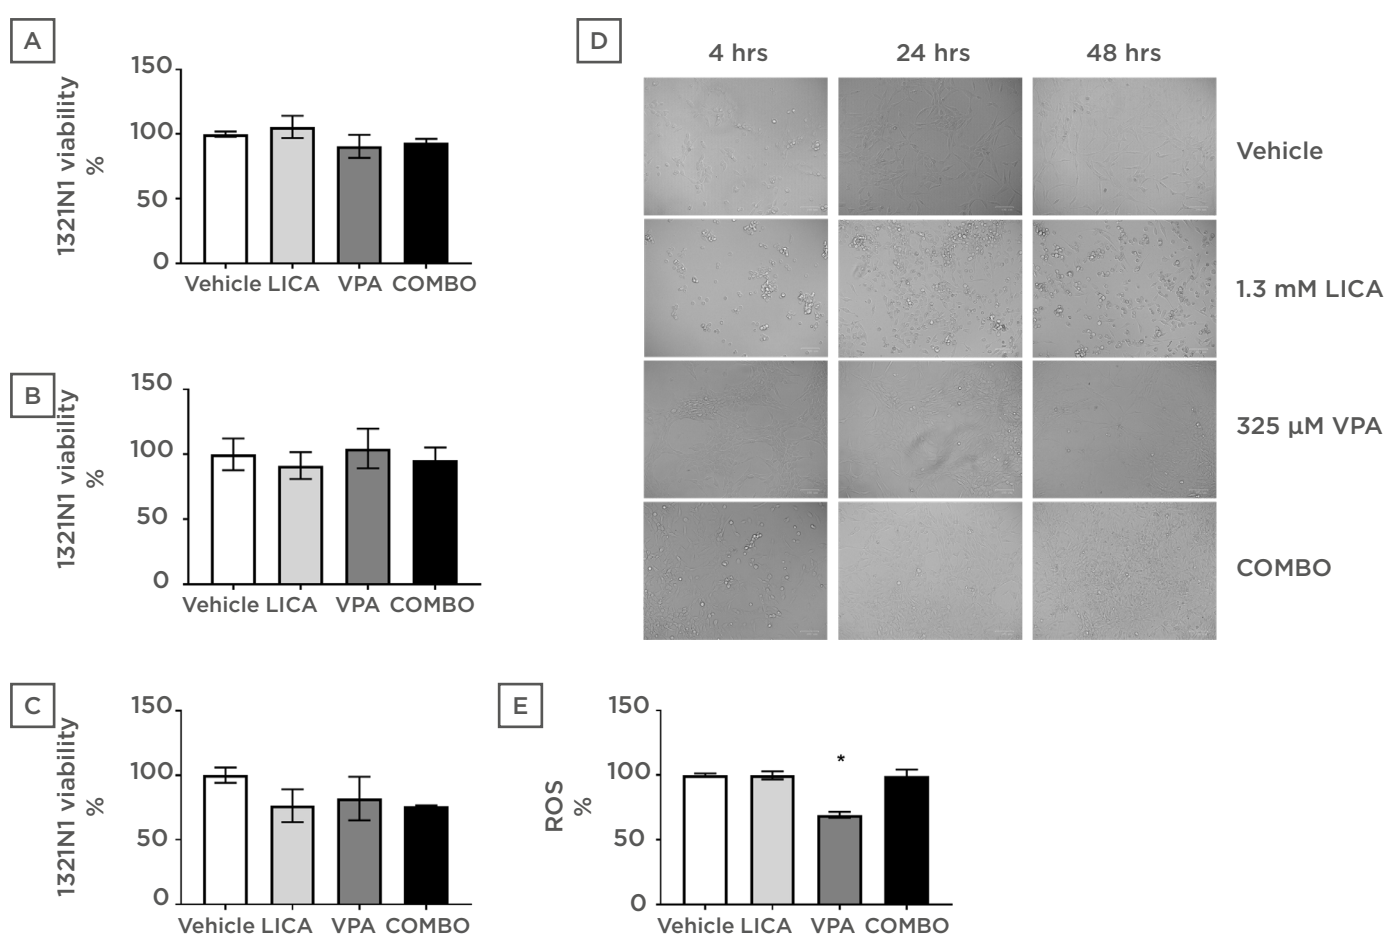 A
1321N1 viability
%
150
100
50
0
Vehicle LICA VPA COMBO
B
1321N1 viability
%
150
100
50
0
Vehicle LICA VPA COMBO
C
1321N1 viability
%
150
100
50
0
Vehicle LICA VPA COMBO
D
4 hrs 24 hrs 48 hrs
Vehicle
1.3 mM LICA
325 µM VPA
COMBO
E
ROS
%
150
100
50
0
*
Vehicle LICA VPA COMBO